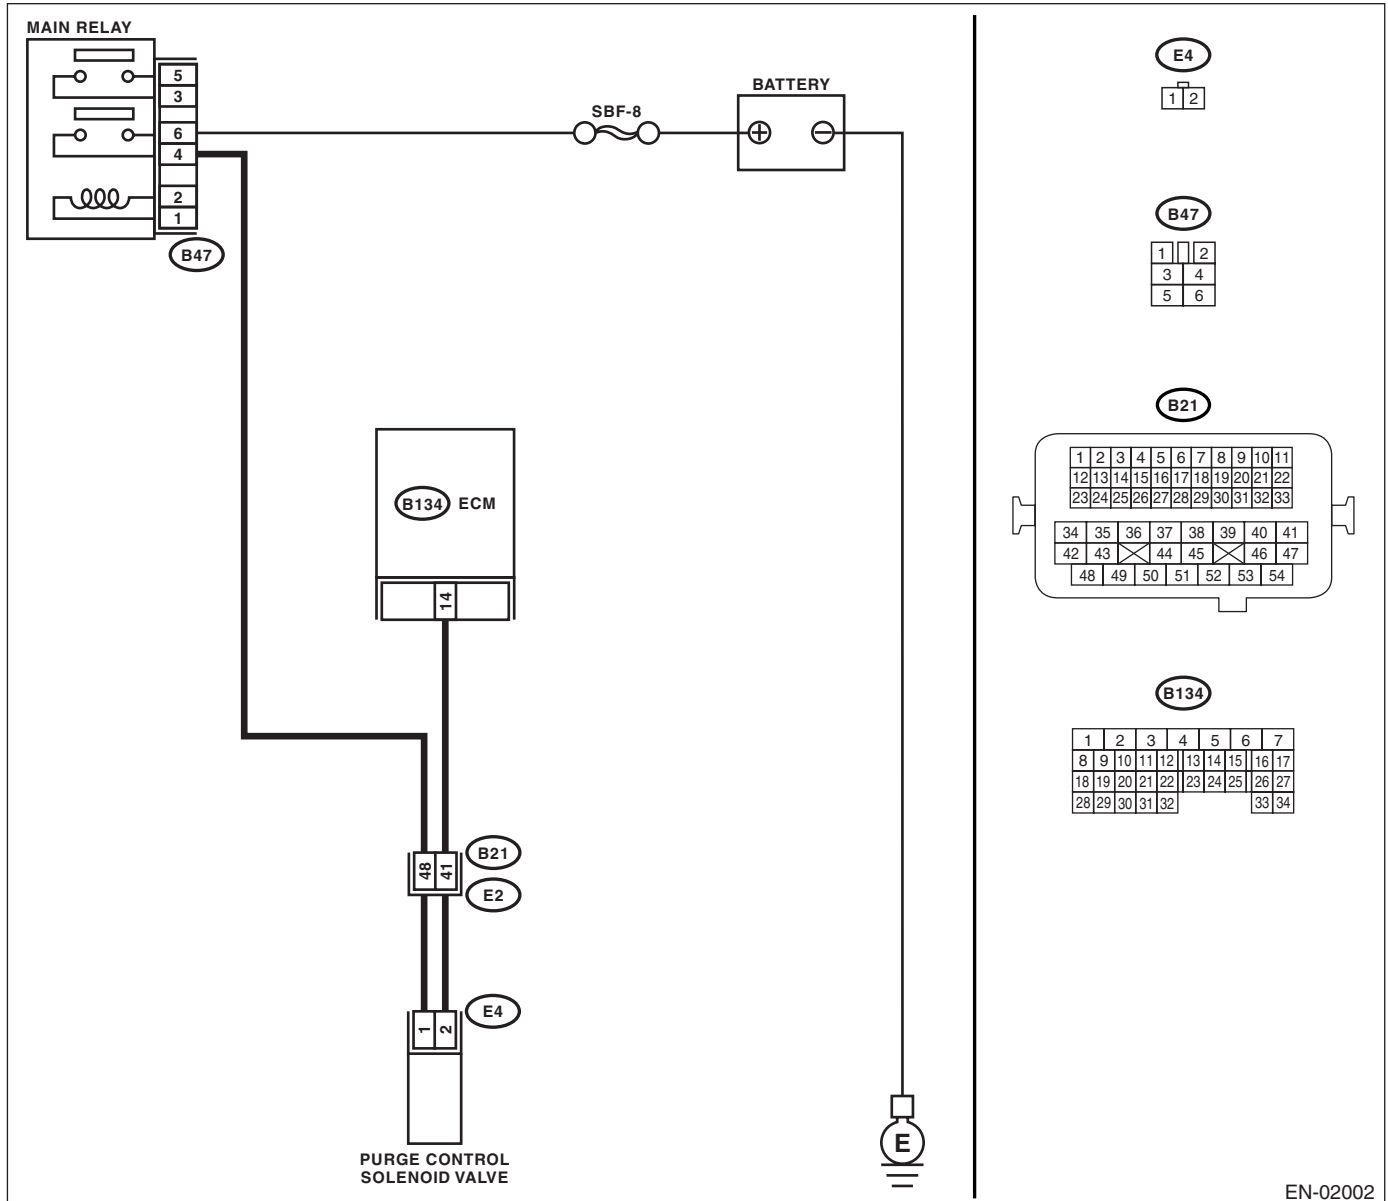 MAIN RELAY
5
3
6
4
2
1
B47
SBF-8
BATTERY
+ −
B134 ECM
14
48 41
B21
E2
E4
1 2
PURGE CONTROL
SOLENOID VALVE
E
E4
1 2
B47
1 2
3 4
5 6
B21
1 2 3 4 5 6 7 8 9 10 11
12 13 14 15 16 17 18 19 20 21 22
23 24 25 26 27 28 29 30 31 32 33
34 35 36 37 38 39 40 41
42 43 44 45 46 47
48 49 50 51 52 53 54
B134
1 2 3 4 5 6 7
8 9 10 11 12 13 14 15 16 17
18 19 20 21 22 23 24 25 26 27
28 29 30 31 32 33 34
EN-02002